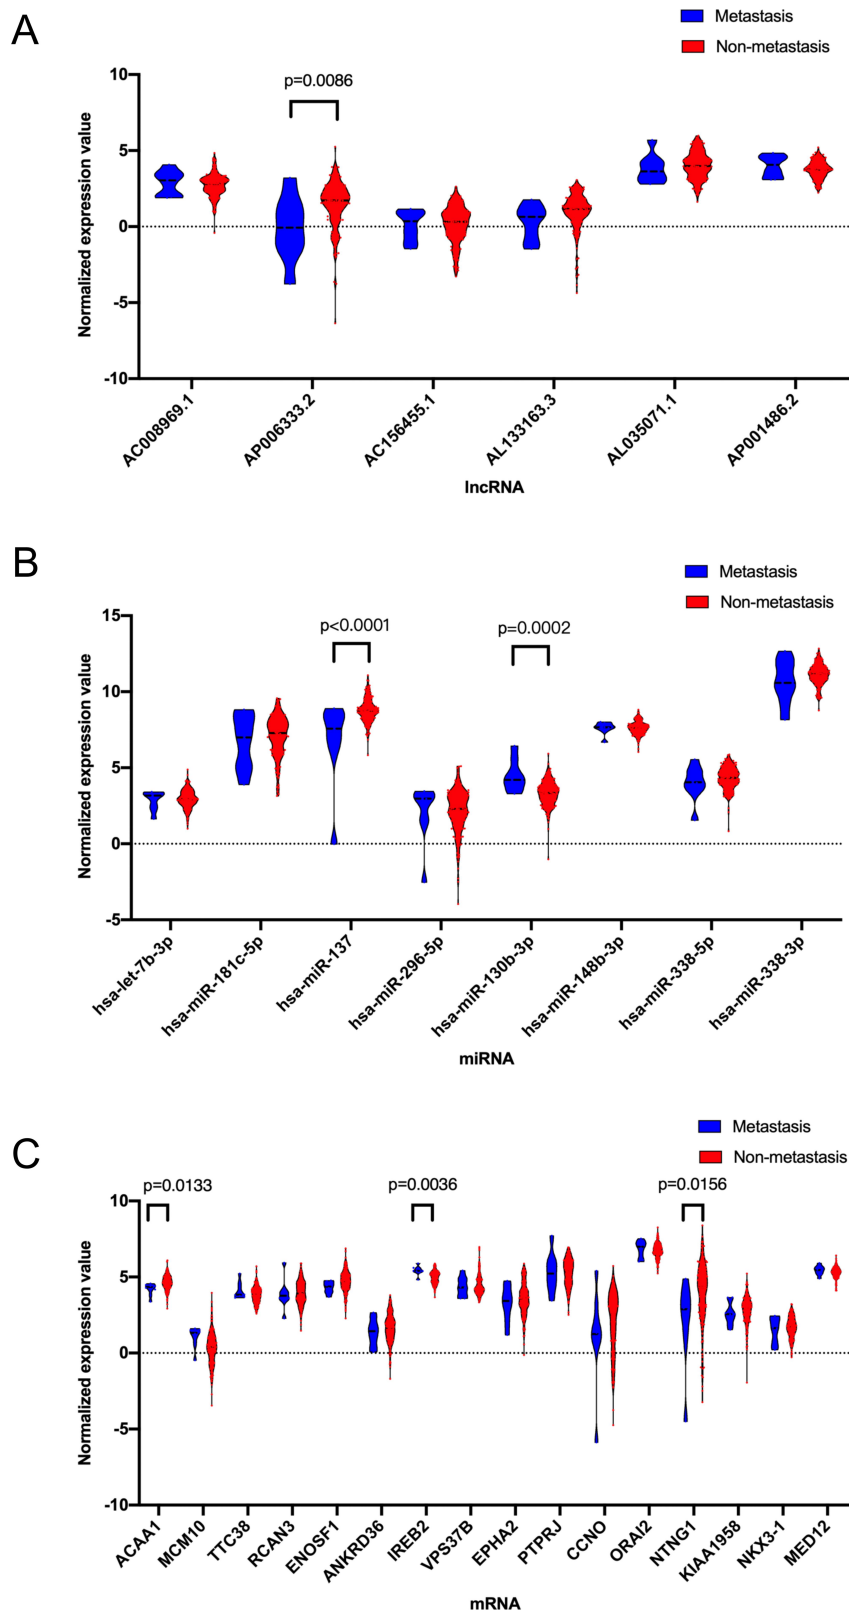 A
Metastasis
Non-metastasis
p=0.0086
10
5
0
-5
-10
Normalized expression value
AC008969.1
AP006333.2
AC156455.1
AL133163.3
AL035071.1
AP001486.2
lncRNA
B
Metastasis
Non-metastasis
p<0.0001
p=0.0002
15
10
5
0
-5
Normalized expression value
hsa-let-7b-3p
hsa-miR-181c-5p
hsa-miR-137
hsa-miR-296-5p
hsa-miR-130b-3p
hsa-miR-148b-3p
hsa-miR-338-5p
hsa-miR-338-3p
miRNA
C
Metastasis
Non-metastasis
p=0.0133
p=0.0036
p=0.0156
10
5
0
-5
-10
Normalized expression value
ACAA1
MCM10
TTC38
RCAN3
ENOSF1
ANKRD36
IREB2
VPS37B
EPHA2
PTPRJ
CCNO
ORAI2
NTNG1
KIAA1958
NKX3-1
MED12
mRNA